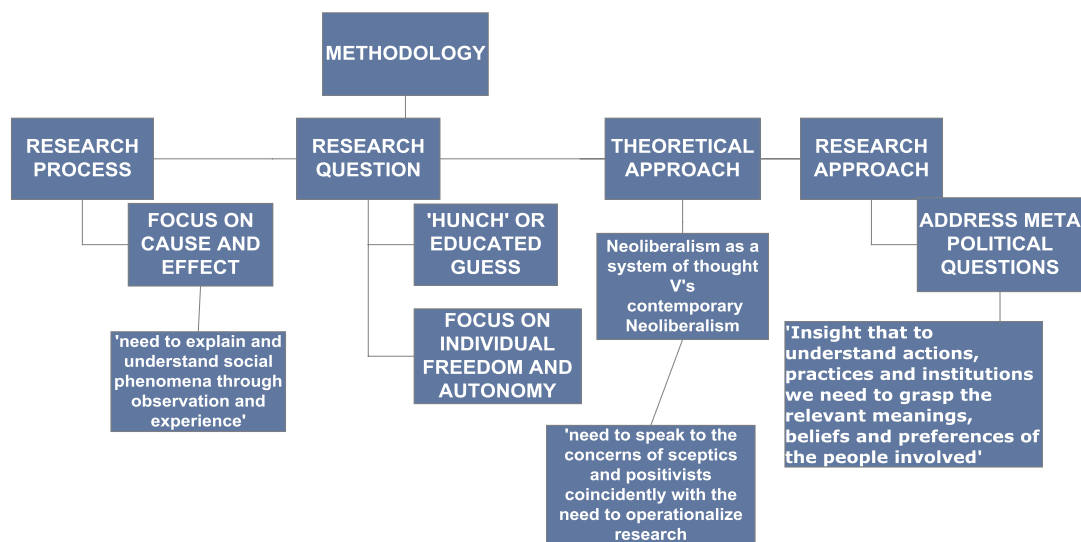 METHODOLOGY
RESEARCH
PROCESS
RESEARCH
QUESTION
THEORETICAL
APPROACH
RESEARCH
APPROACH
FOCUS ON
CAUSE AND
EFFECT
'HUNCH' OR
EDUCATED
GUESS
Neoliberalism as a
system of thought
V's
contemporary
Neoliberalism
ADDRESS META
POLITICAL
QUESTIONS
'need to explain and
understand social
phenomena through
observation and
experience'
FOCUS ON
INDIVIDUAL
FREEDOM AND
AUTONOMY
'need to speak to the
concerns of sceptics
and positivists
coincidently with the
need to operationalize
research
'Insight that to
understand actions,
practices and institutions
we need to grasp the
relevant meanings,
beliefs and preferences of
the people involved'